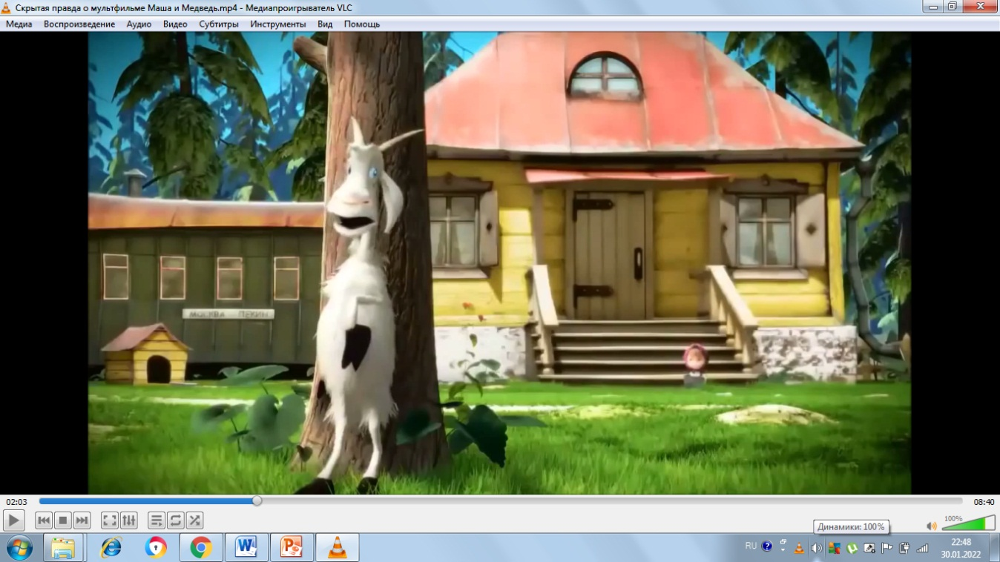 Скрытая правда о мультфильме Маша и Медведь.mp4 - Медиапроигрыватель VLC
Медиа Воспроизведение Аудио Видео Субтитры Инструменты Вид Помощь
МОСКВА ПЕКИН
02:03
08:40
100%
Динамики: 100%
RU
22:48
30.01.2022